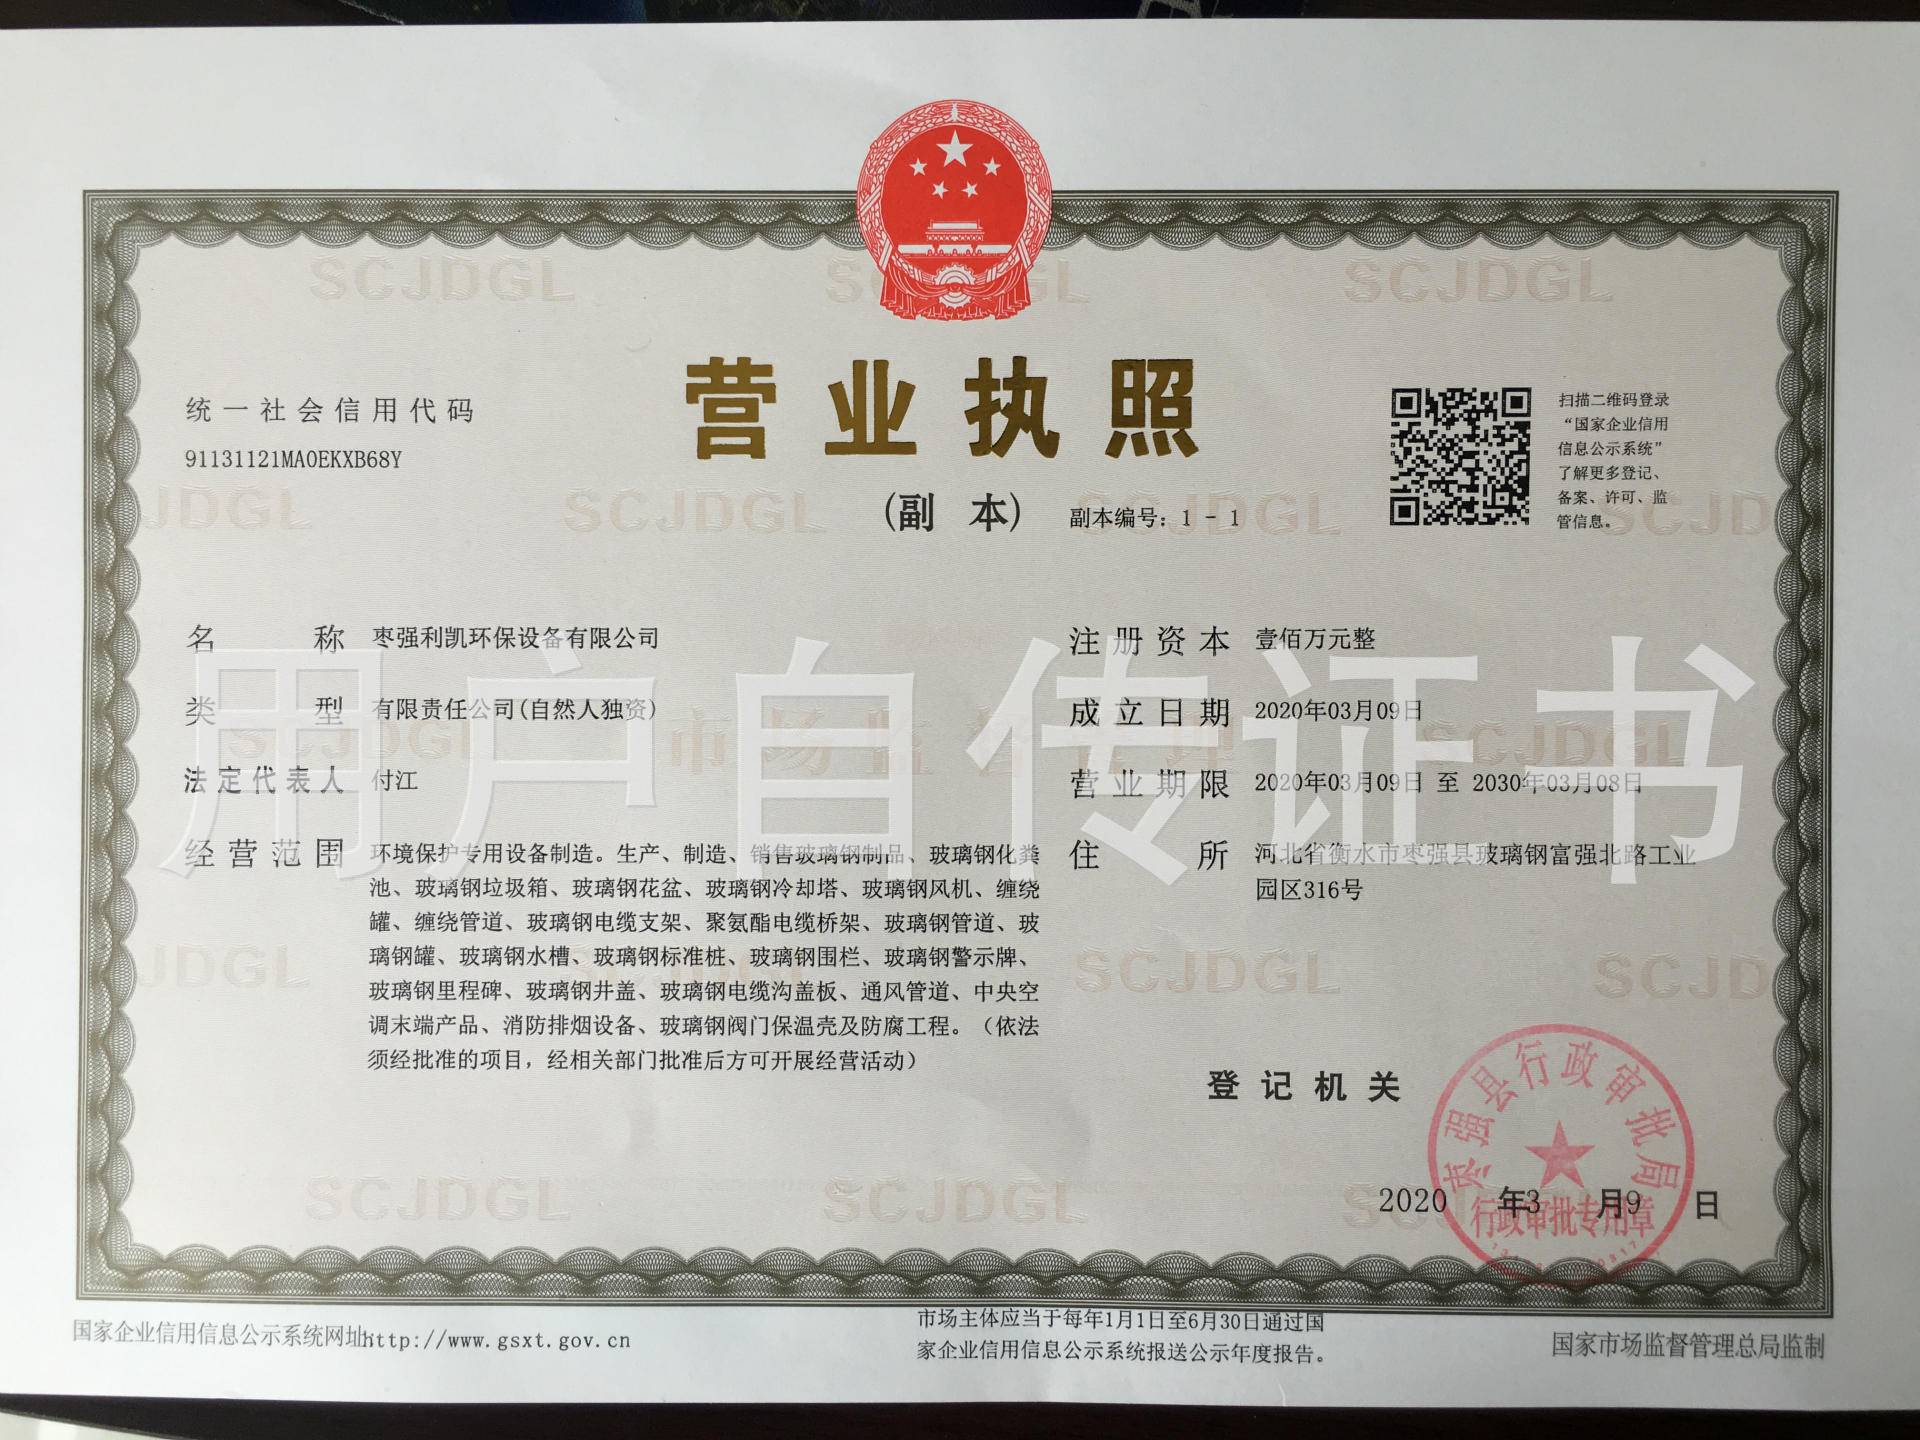 营业执照
(副 本) 副本编号：1 - 1
统一社会信用代码
91131121MA0EKXB68Y
扫描二维码登录
“国家企业信用
信息公示系统”
了解更多登记、
备案、许可、监
管信息。
名称 枣强利凯环保设备有限公司
类型 有限责任公司(自然人独资)
法定代表人 付江
经营范围 环境保护专用设备制造。生产、制造、销售玻璃钢制品、玻璃钢化粪
池、玻璃钢垃圾箱、玻璃钢花盆、玻璃钢冷却塔、玻璃钢风机、缠绕
罐、缠绕管道、玻璃钢电缆支架、聚氨酯电缆桥架、玻璃钢管道、玻
璃钢罐、玻璃钢水槽、玻璃钢标准桩、玻璃钢围栏、玻璃钢警示牌、
玻璃钢里程碑、玻璃钢井盖、玻璃钢电缆沟盖板、通风管道、中央空
调末端产品、消防排烟设备、玻璃钢阀门保温壳及防腐工程。（依法
须经批准的项目，经相关部门批准后方可开展经营活动）
注册资本 壹佰万元整
成立日期 2020年03月09日
营业期限 2020年03月09日 至 2030年03月08日
住所 河北省衡水市枣强县玻璃钢富强北路工业
园区316号
用户自传证书
登记机关
枣强县行政审批局
行政审批专用章
2020 年3 月9 日
国家企业信用信息公示系统网址:http://www.gsxt.gov.cn
市场主体应当于每年1月1日至6月30日通过国
家企业信用信息公示系统报送公示年度报告。
国家市场监督管理总局监制
SCJDGL